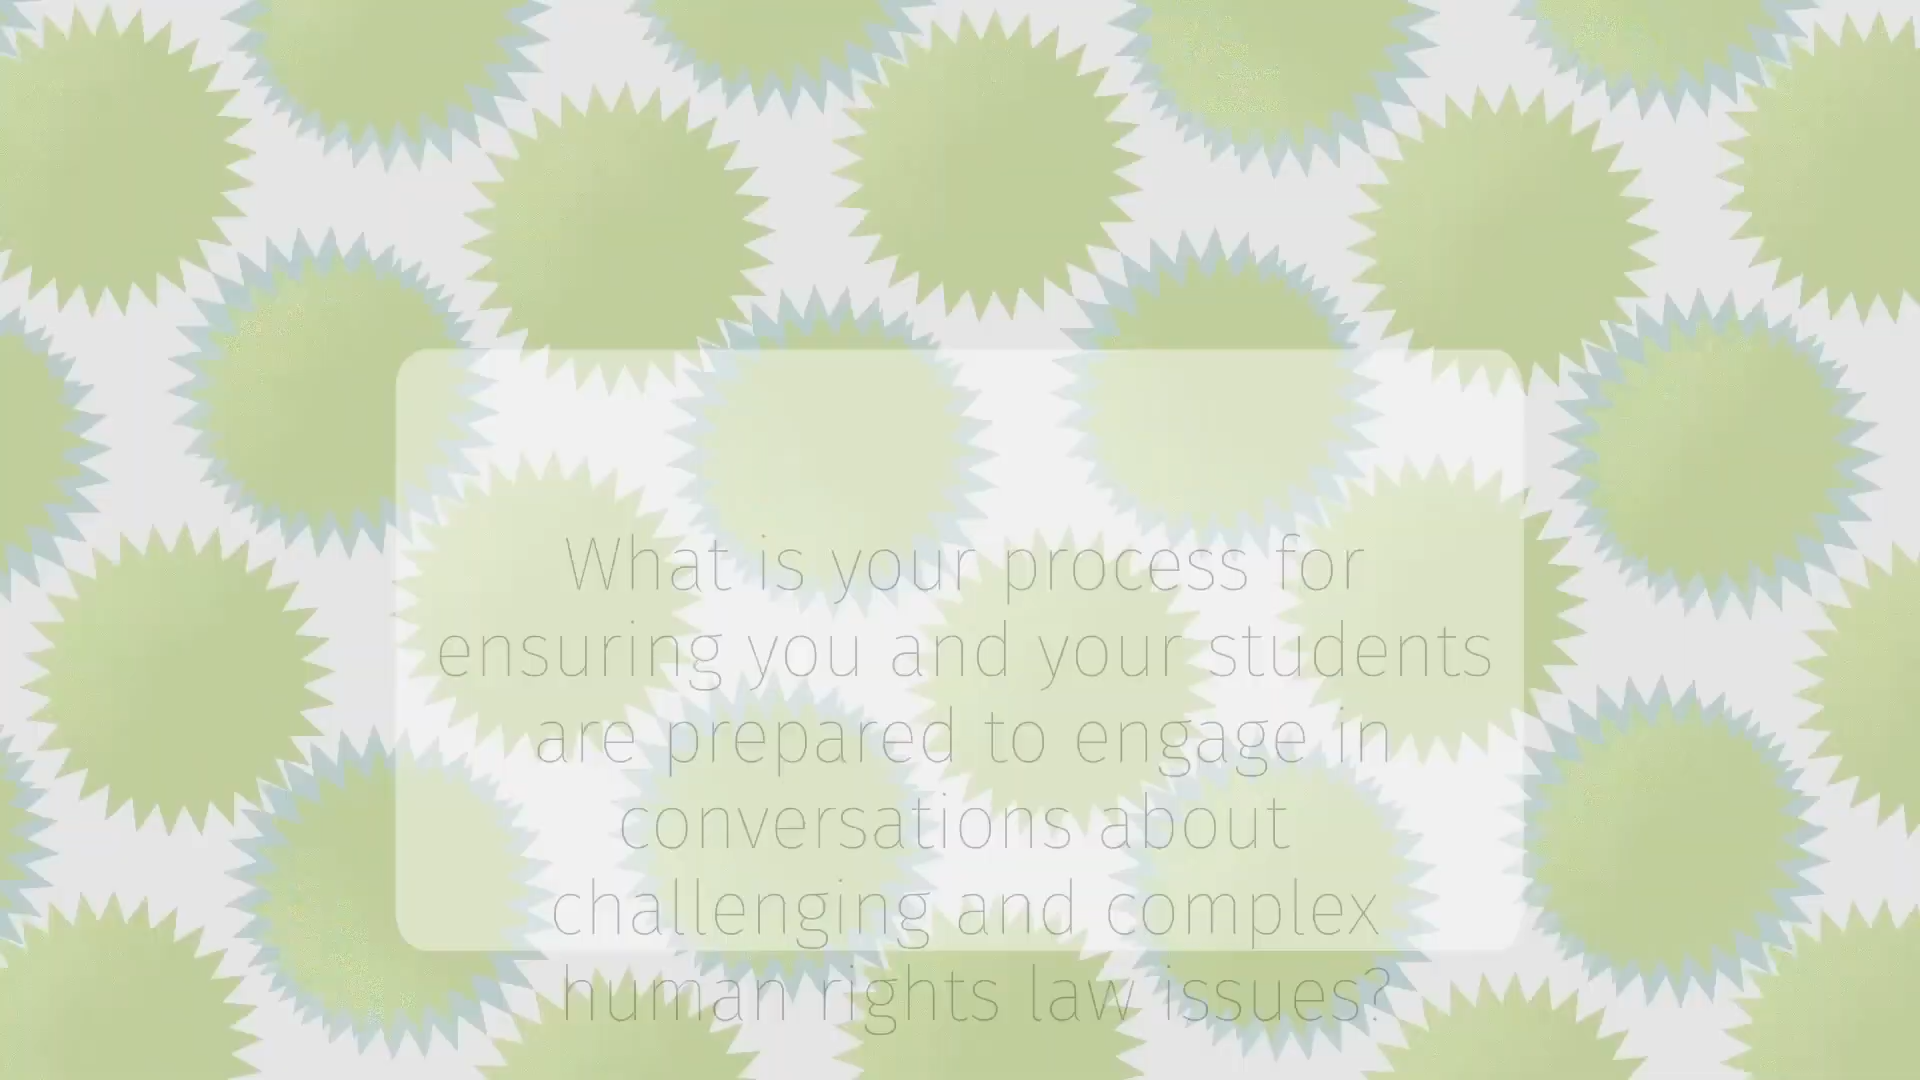 What is your process for
ensuring you and your students
are prepared to engage in
conversations about
challenging and complex
human rights law issues?